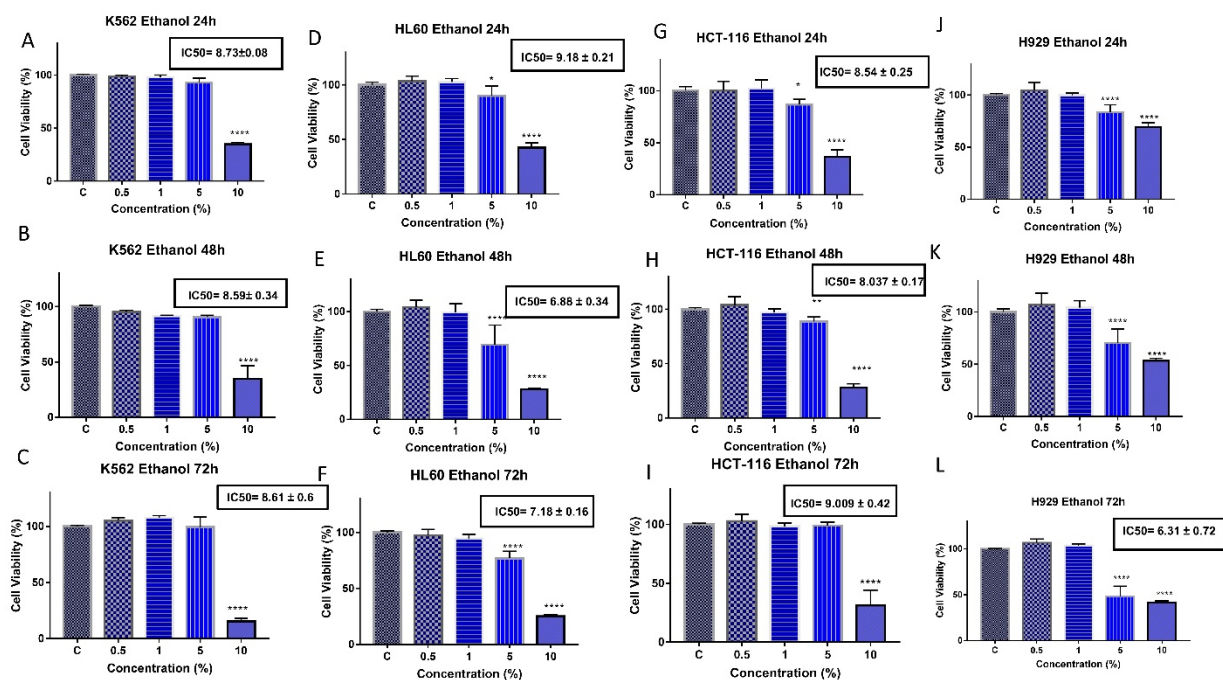 A
K562 Ethanol 24h
IC50= 8.73±0.08
Cell Viability (%)
150
100
50
0
****
C 0.5 1 5 10
Concentration (%)
B
K562 Ethanol 48h
IC50= 8.59± 0.34
Cell Viability (%)
150
100
50
0
****
C 0.5 1 5 10
Concentration (%)
C
K562 Ethanol 72h
IC50= 8.61 ± 0.6
Cell Viability (%)
150
100
50
0
****
C 0.5 1 5 10
Concentration (%)
D
HL60 Ethanol 24h
IC50= 9.18 ± 0.21
Cell Viability (%)
150
100
50
0
*
****
C 0.5 1 5 10
Concentration (%)
E
HL60 Ethanol 48h
IC50= 6.88 ± 0.34
Cell Viability (%)
150
100
50
0
****
****
C 0.5 1 5 10
Concentration (%)
F
HL60 Ethanol 72h
IC50= 7.18 ± 0.16
Cell Viability (%)
150
100
50
0
****
****
C 0.5 1 5 10
Concentration (%)
G
HCT-116 Ethanol 24h
IC50= 8.54 ± 0.25
Cell Viability (%)
150
100
50
0
*
****
C 0.5 1 5 10
Concentration (%)
H
HCT-116 Ethanol 48h
IC50= 8.037 ± 0.17
Cell Viability (%)
150
100
50
0
**
****
C 0.5 1 5 10
Concentration (%)
I
HCT-116 Ethanol 72h
IC50= 9.009 ± 0.42
Cell Viability (%)
150
100
50
0
****
C 0.5 1 5 10
Concentration (%)
J
H929 Ethanol 24h
Cell Viability (%)
150
100
50
0
****
****
C 0.5 1 5 10
Concentration (%)
K
H929 Ethanol 48h
Cell Viability (%)
150
100
50
0
****
****
C 0.5 1 5 10
Concentration (%)
L
H929 Ethanol 72h
IC50= 6.31 ± 0.72
Cell Viability (%)
150
100
50
0
****
****
C 0.5 1 5 10
Concentration (%)